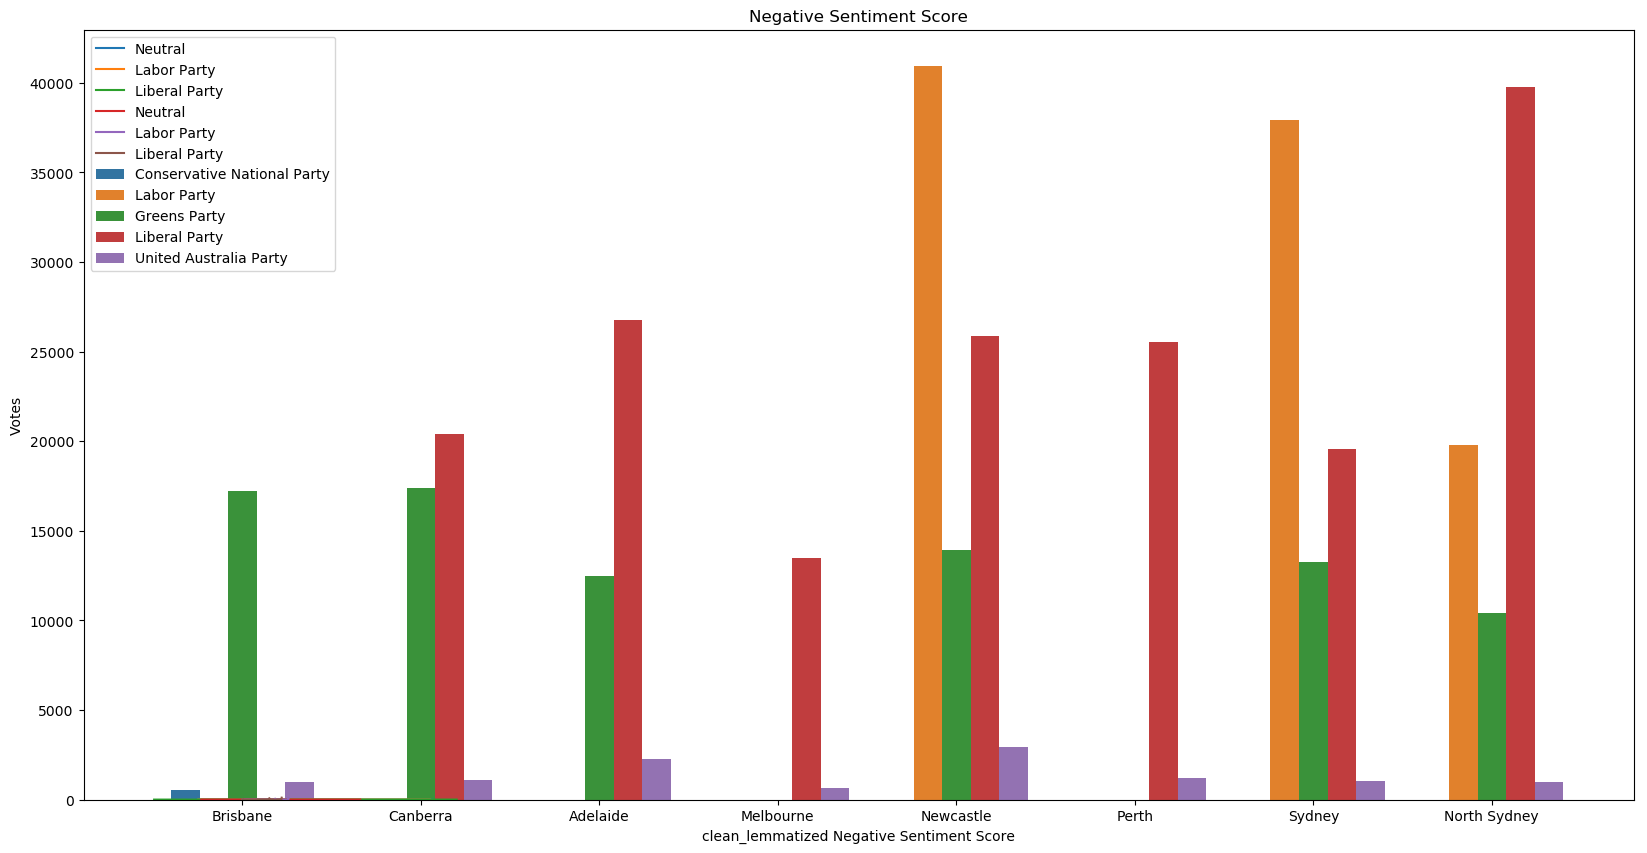 Negative Sentiment Score
Neutral
Labor Party
Liberal Party
Neutral
Labor Party
Liberal Party
Conservative National Party
Labor Party
Greens Party
Liberal Party
United Australia Party
40000
35000
30000
25000
20000
15000
10000
5000
0
Votes
Brisbane Canberra Adelaide Melbourne Newcastle Perth Sydney North Sydney
clean_lemmatized Negative Sentiment Score